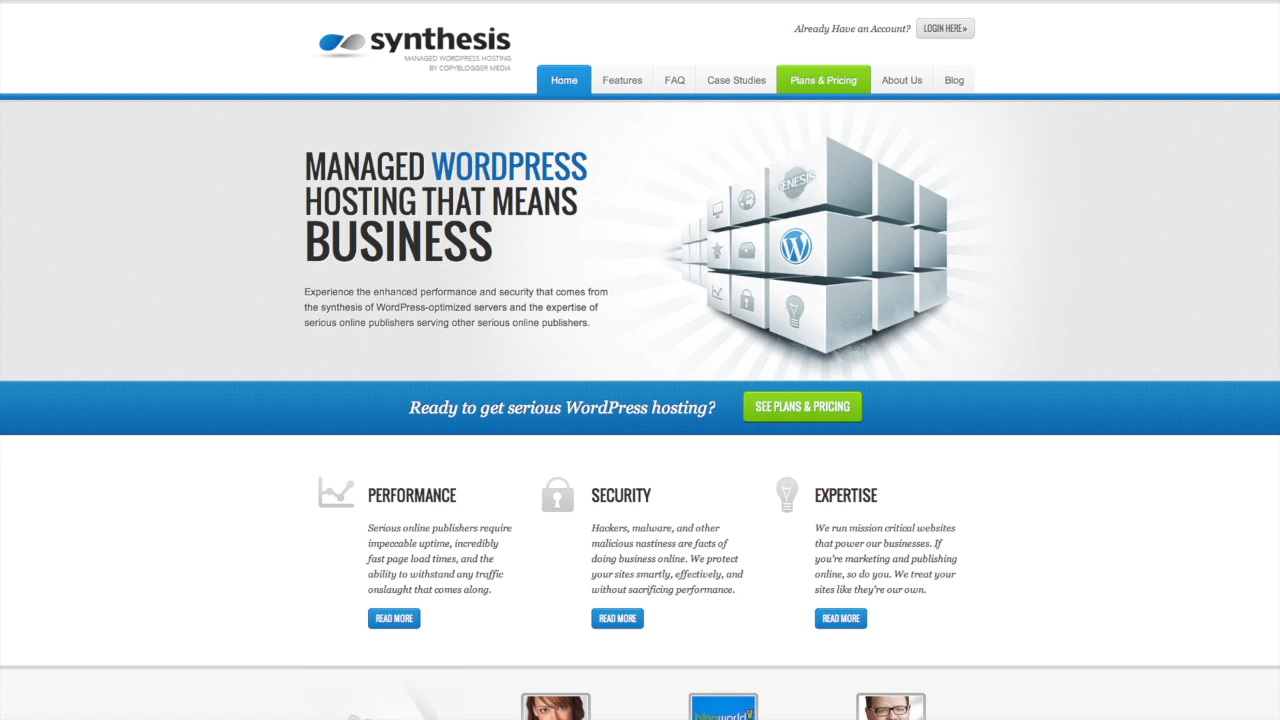 Already Have an Account? LOGIN HERE »
synthesis
MANAGED WORDPRESS HOSTING
BY COPYBLOGGER MEDIA
Home Features FAQ Case Studies Plans & Pricing About Us Blog
MANAGED WORDPRESS
HOSTING THAT MEANS
BUSINESS
GENESIS
Experience the enhanced performance and security that comes from
the synthesis of WordPress-optimized servers and the expertise of
serious online publishers serving other serious online publishers.
Ready to get serious WordPress hosting? SEE PLANS & PRICING
PERFORMANCE
Serious online publishers require
impeccable uptime, incredibly
fast page load times, and the
ability to withstand any traffic
onslaught that comes along.
READ MORE
SECURITY
Hackers, malware, and other
malicious nastiness are facts of
doing business online. We protect
your sites smartly, effectively, and
without sacrificing performance.
READ MORE
EXPERTISE
We run mission critical websites
that power our businesses. If
you're marketing and publishing
online, so do you. We treat your
sites like they're our own.
READ MORE
blogworld